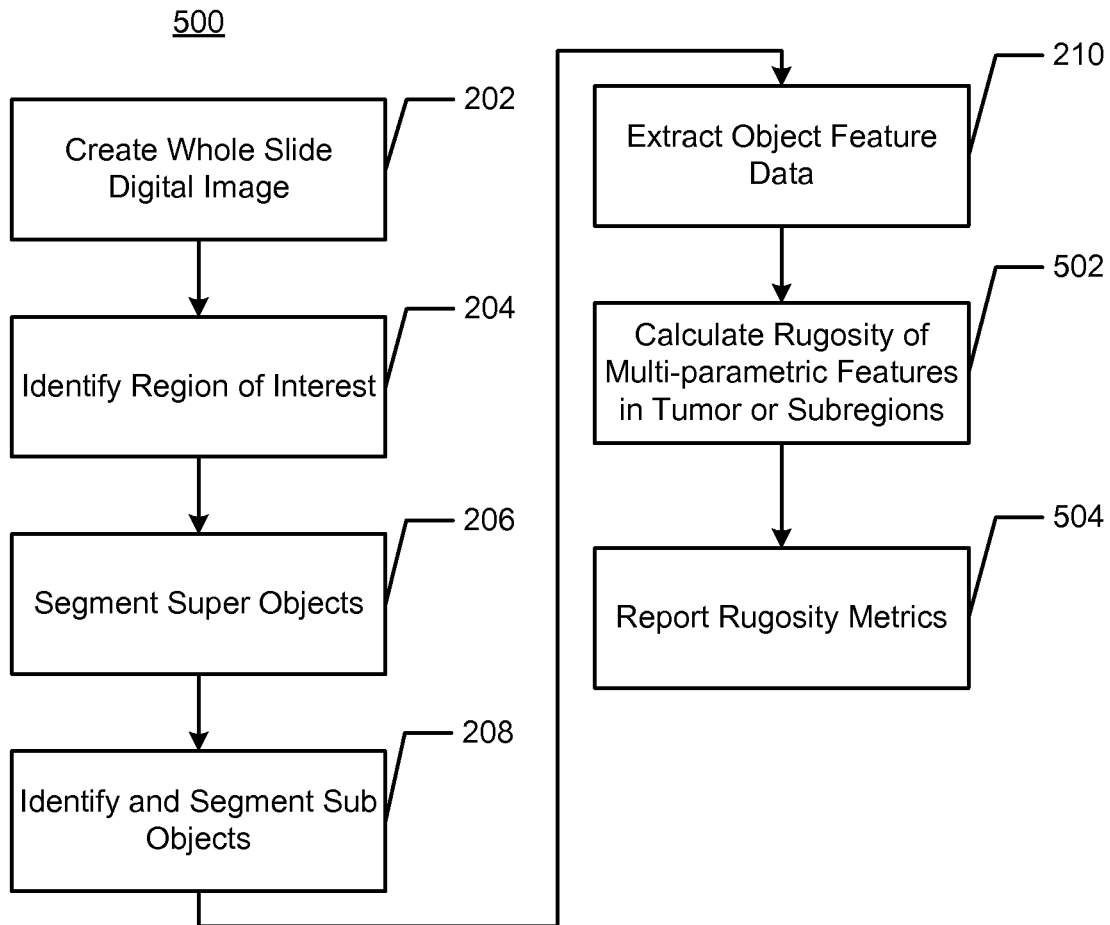 500
202
Create Whole Slide
Digital Image
204
Identify Region of Interest
206
Segment Super Objects
208
Identify and Segment Sub
Objects
210
Extract Object Feature
Data
502
Calculate Rugosity of
Multi-parametric Features
in Tumor or Subregions
504
Report Rugosity Metrics